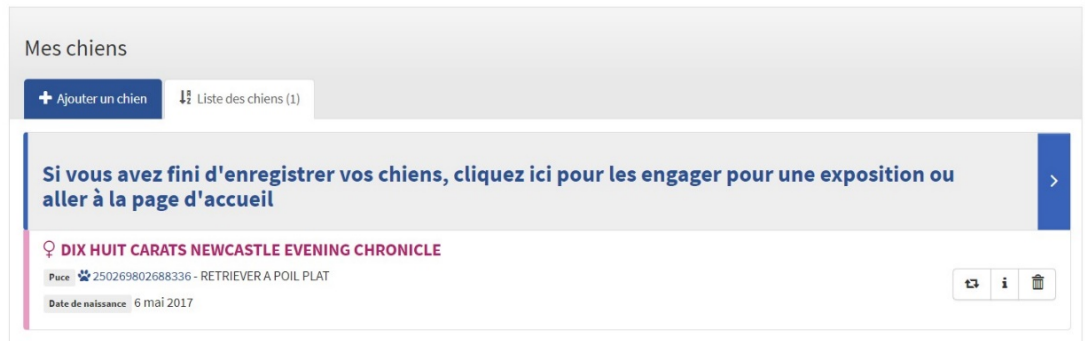 Mes chiens
Ajouter un chien Liste des chiens (1)
Si vous avez fini d'enregistrer vos chiens, cliquez ici pour les engager pour une exposition ou
aller à la page d'accueil
♀ DIX HUIT CARATS NEWCASTLE EVENING CHRONICLE
Puce 250269802688336 - RETRIEVER A POIL PLAT
Date de naissance 6 mai 2017